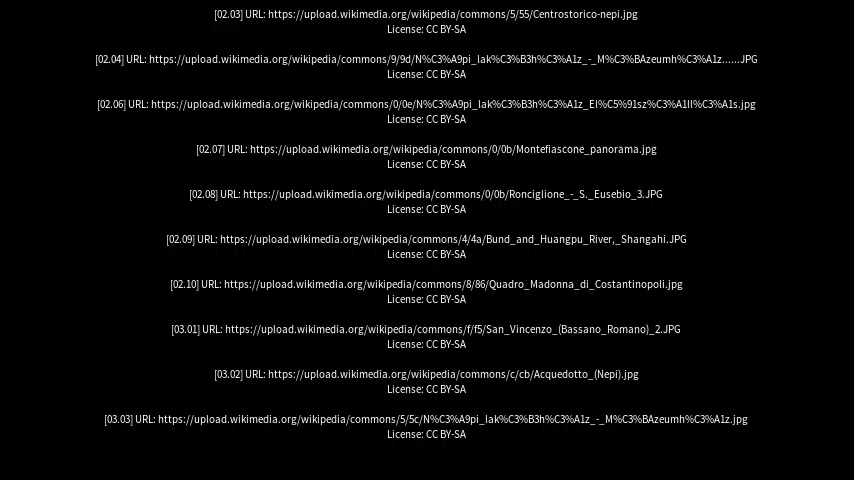 [02.03] URL: https://upload.wikimedia.org/wikipedia/commons/5/55/Centrostorico-nepi.jpg
License: CC BY-SA
[02.04] URL: https://upload.wikimedia.org/wikipedia/commons/9/9d/N%C3%A9pi_lak%C3%B3h%C3%A1z_-_M%C3%BAzeumh%C3%A1z......JPG
License: CC BY-SA
[02.06] URL: https://upload.wikimedia.org/wikipedia/commons/0/0e/N%C3%A9pi_lak%C3%B3h%C3%A1z_El%C5%91sz%C3%A1ll%C3%A1s.jpg
License: CC BY-SA
[02.07] URL: https://upload.wikimedia.org/wikipedia/commons/0/0b/Montefiascone_panorama.jpg
License: CC BY-SA
[02.08] URL: https://upload.wikimedia.org/wikipedia/commons/0/0b/Ronciglione_-_S._Eusebio_3.JPG
License: CC BY-SA
[02.09] URL: https://upload.wikimedia.org/wikipedia/commons/4/4a/Bund_and_Huangpu_River,_Shangahi.JPG
License: CC BY-SA
[02.10] URL: https://upload.wikimedia.org/wikipedia/commons/8/86/Quadro_Madonna_di_Costantinopoli.jpg
License: CC BY-SA
[03.01] URL: https://upload.wikimedia.org/wikipedia/commons/f/f5/San_Vincenzo_(Bassano_Romano)_2.JPG
License: CC BY-SA
[03.02] URL: https://upload.wikimedia.org/wikipedia/commons/c/cb/Acquedotto_(Nepi).jpg
License: CC BY-SA
[03.03] URL: https://upload.wikimedia.org/wikipedia/commons/5/5c/N%C3%A9pi_lak%C3%B3h%C3%A1z_-_M%C3%BAzeumh%C3%A1z.jpg
License: CC BY-SA